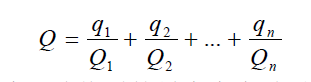 Q = q₁/Q₁ + q₂/Q₂ + ... + qₙ/Qₙ